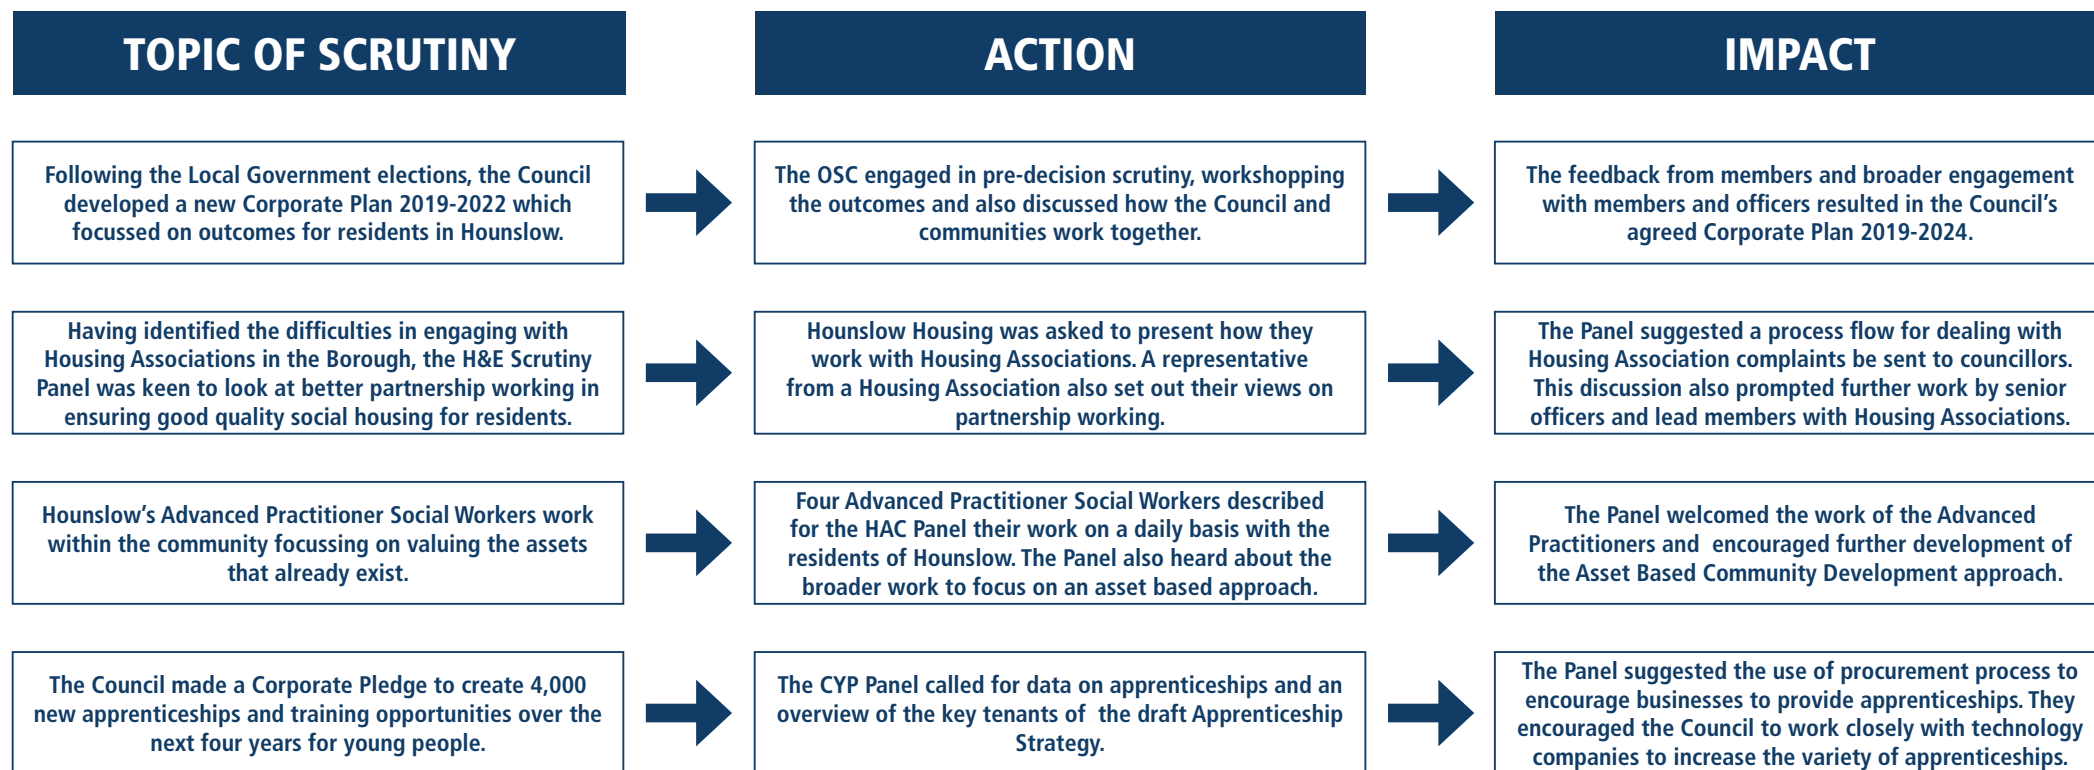 TOPIC OF SCRUTINY
ACTION
IMPACT
Following the Local Government elections, the Council
developed a new Corporate Plan 2019-2022 which
focussed on outcomes for residents in Hounslow.
The OSC engaged in pre-decision scrutiny, workshopping
the outcomes and also discussed how the Council and
communities work together.
The feedback from members and broader engagement
with members and officers resulted in the Council's
agreed Corporate Plan 2019-2024.
Having identified the difficulties in engaging with
Housing Associations in the Borough, the H&E Scrutiny
Panel was keen to look at better partnership working in
ensuring good quality social housing for residents.
Hounslow Housing was asked to present how they
work with Housing Associations. A representative
from a Housing Association also set out their views on
partnership working.
The Panel suggested a process flow for dealing with
Housing Association complaints be sent to councillors.
This discussion also prompted further work by senior
officers and lead members with Housing Associations.
Hounslow's Advanced Practitioner Social Workers work
within the community focussing on valuing the assets
that already exist.
Four Advanced Practitioner Social Workers described
for the HAC Panel their work on a daily basis with the
residents of Hounslow. The Panel also heard about the
broader work to focus on an asset based approach.
The Panel welcomed the work of the Advanced
Practitioners and  encouraged further development of
the Asset Based Community Development approach.
The Council made a Corporate Pledge to create 4,000
new apprenticeships and training opportunities over the
next four years for young people.
The CYP Panel called for data on apprenticeships and an
overview of the key tenants of  the draft Apprenticeship
Strategy.
The Panel suggested the use of procurement process to
encourage businesses to provide apprenticeships. They
encouraged the Council to work closely with technology
companies to increase the variety of apprenticeships.